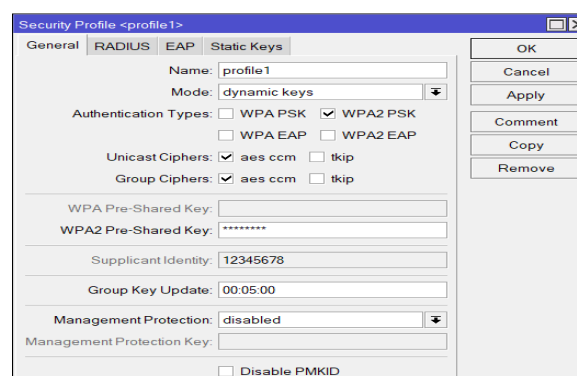 Security Profile <profile1>
General RADIUS EAP Static Keys
OK
Name: profile1
Cancel
Mode: dynamic keys
Apply
Authentication Types: WPA PSK WPA2 PSK
Comment
WPA EAP WPA2 EAP
Copy
Unicast Ciphers: aes ccm tkip
Remove
Group Ciphers: aes ccm tkip
WPA Pre-Shared Key:
WPA2 Pre-Shared Key: ********
Supplicant Identity: 12345678
Group Key Update: 00:05:00
Management Protection: disabled
Management Protection Key:
Disable PMKID